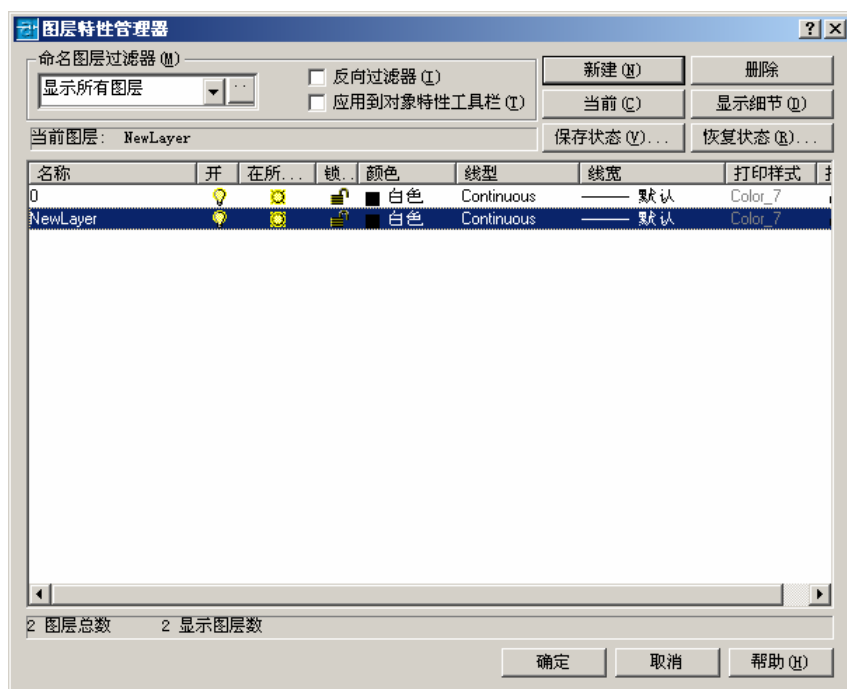 图层特性管理器
命名图层过滤器(M)
显示所有图层
反向过滤器(I)
应用到对象特性工具栏(T)
新建(N)
删除
当前(C)
显示细节(D)
当前图层: NewLayer
保存状态(V)...
恢复状态(R)...
名称 开 在所... 锁.. 颜色 线型 线宽 打印样式
0 白色 Continuous 默认 Color_7
NewLayer 白色 Continuous 默认 Color_7
2 图层总数 2 显示图层数
确定 取消 帮助(H)